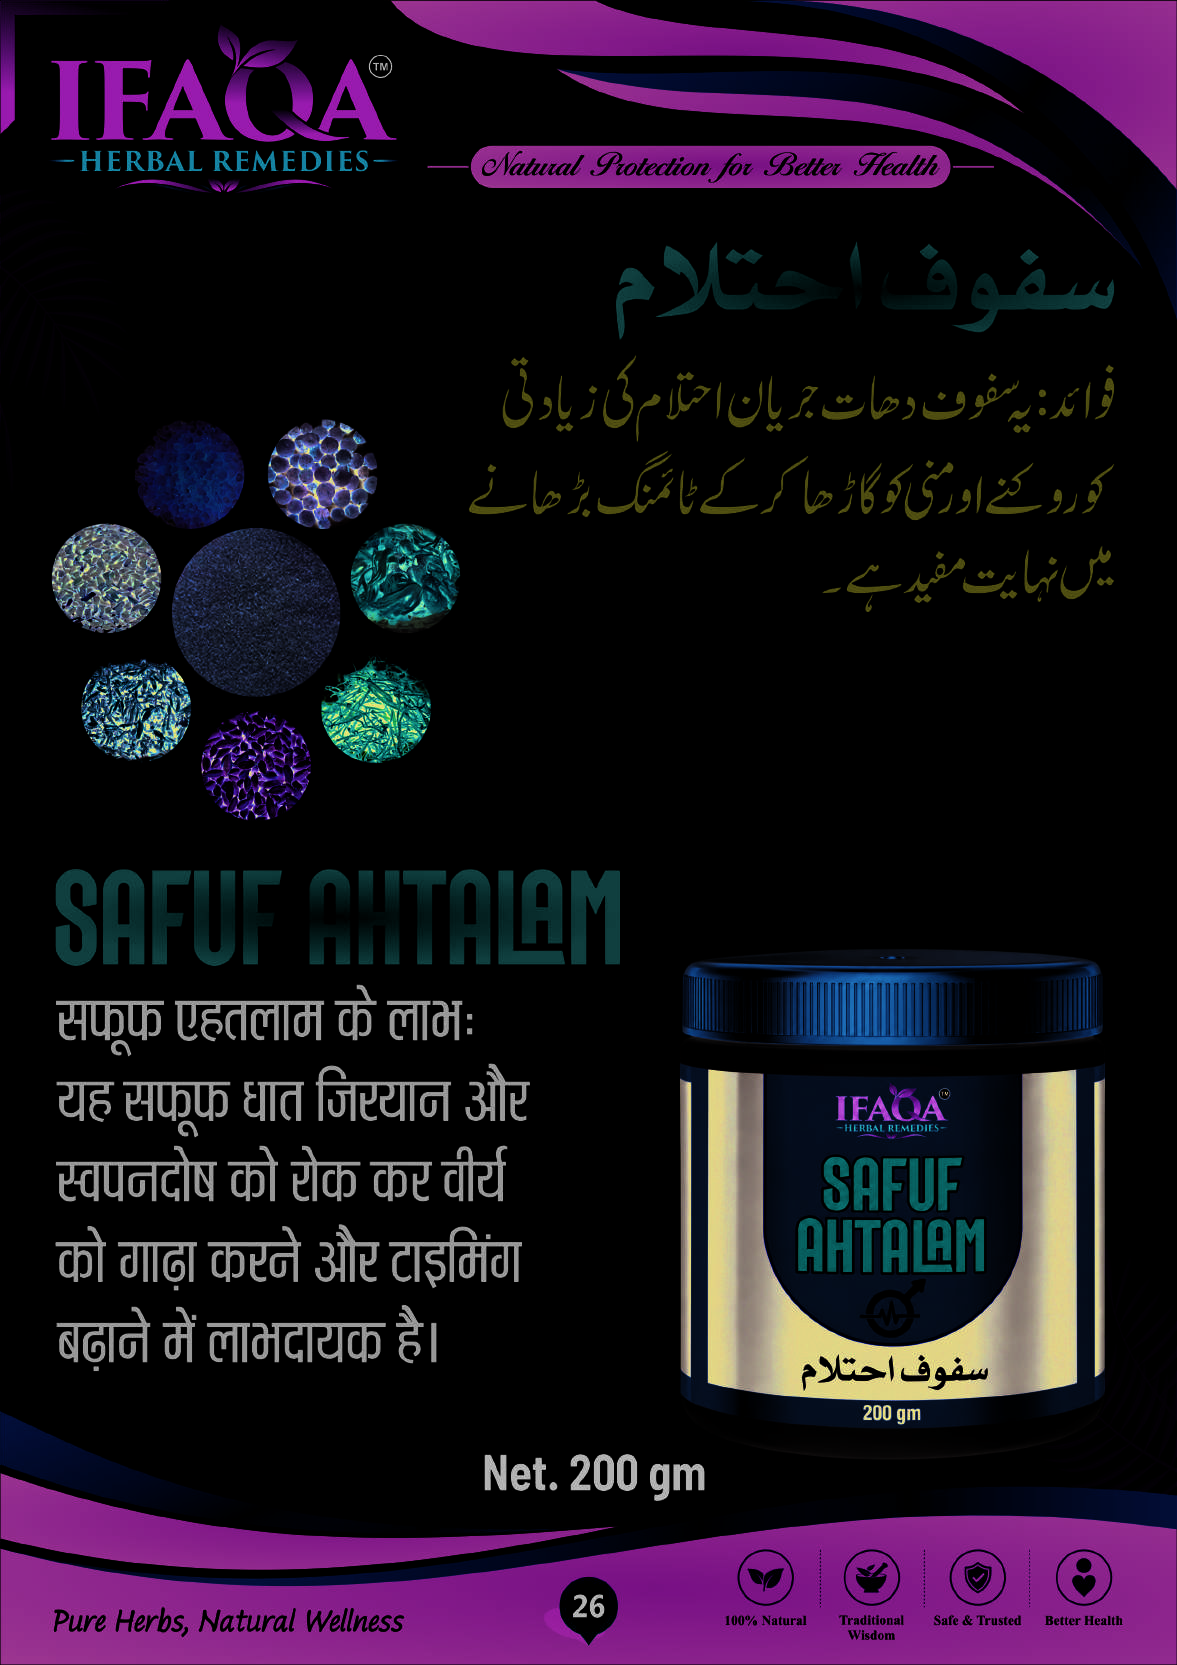 IFAQA TM
HERBAL REMEDIES
Natural Protection for Better Health
سفوف احتلام
فوائد: یہ سفوف دھات جریان احتلام کی زیادتی
کو روکنے اور منی کو گاڑھا کر کے ٹائمنگ بڑھانے
میں نہایت مفید ہے۔
SAFUF AHTALAM
सफूफ एहतलाम के लाभः
यह सफूफ धात जिरयान और
स्वपनदोष को रोक कर वीर्य
को गाढ़ा करने और टाइमिंग
बढ़ाने में लाभदायक है।
IFAQA TM
HERBAL REMEDIES
SAFUF
AHTALAM
سفوف احتلام
200 gm
Net. 200 gm
Pure Herbs, Natural Wellness
26
100% Natural
Traditional
Wisdom
Safe & Trusted
Better Health